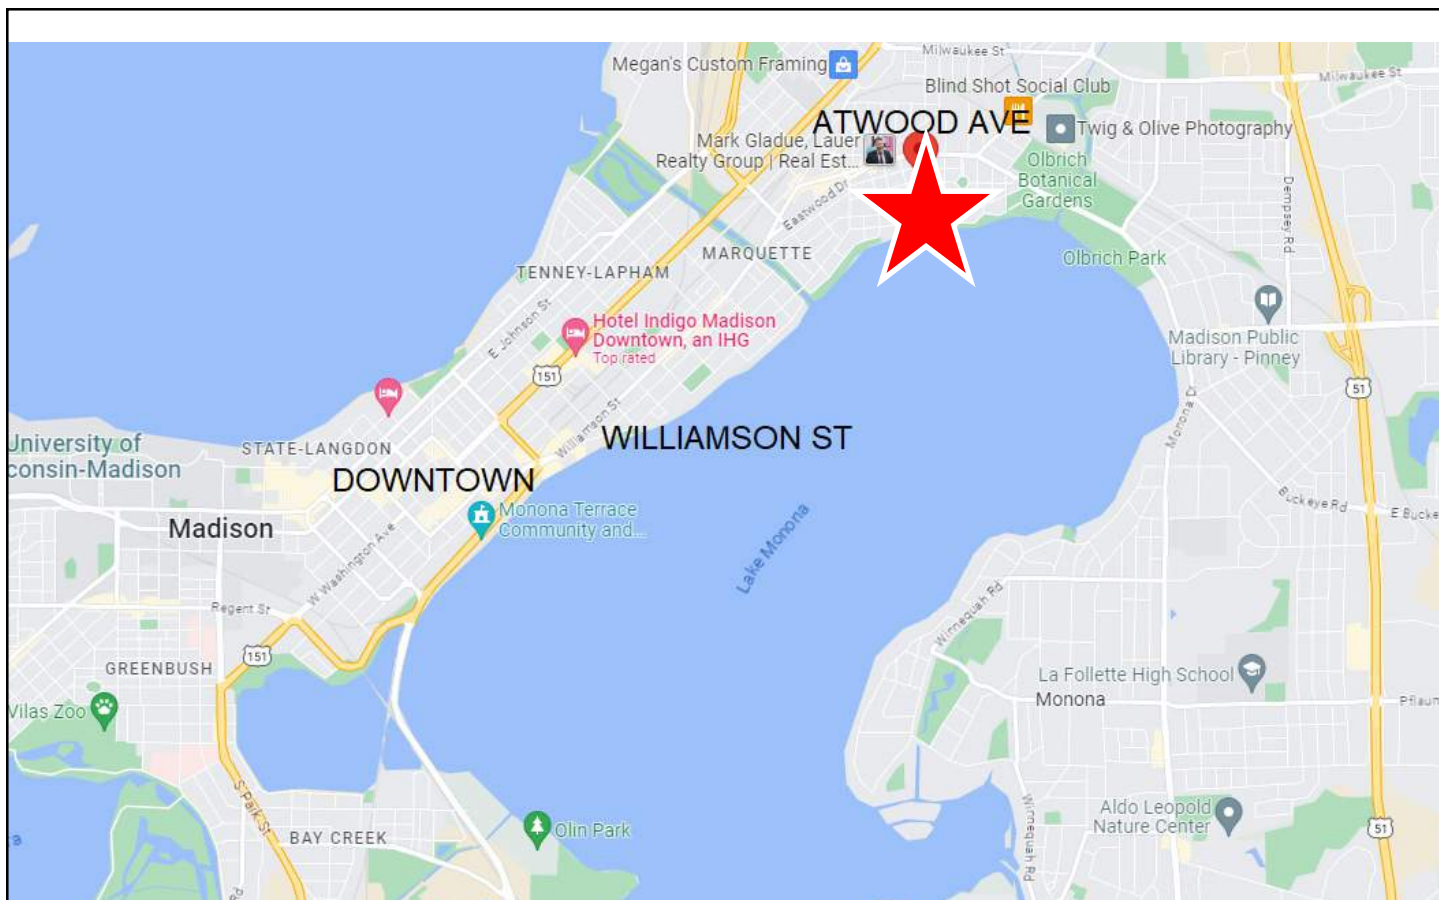 Milwaukee St
Megan's Custom Framing
Milwaukee St
Blind Shot Social Club
ATWOOD AVE
Twig & Olive Photography
Mark Gladue, Lauer
Realty Group | Real Est...
Olbrich
Botanical
Gardens
Eastwood Dr
Dempsey Rd
MARQUETTE
Olbrich Park
TENNEY-LAPHAM
E Johnson St
Hotel Indigo Madison
Downtown, an IHG
Top rated
Madison Public
Library - Pinney
151
51
Monona Dr
Williamson St
WILLIAMSON ST
University of
consin-Madison
STATE-LANGDON
DOWNTOWN
Monona Terrace
Community and...
Buckeye Rd
E Bucke
Madison
W Washington Ave
Lake Monona
Regent St
Winnequah Rd
151
GREENBUSH
La Follette High School
Monona
Pflaum
Vilas Zoo
S Park St
Winnequah Rd
Aldo Leopold
Nature Center
Olin Park
BAY CREEK
51
Rd